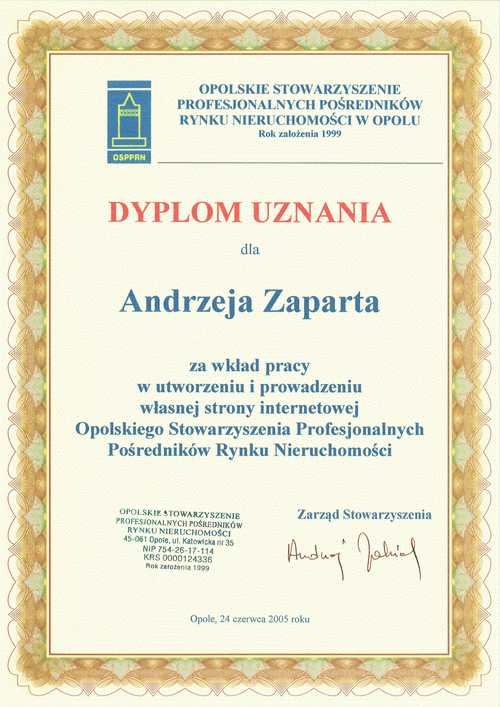 OPOLSKIE STOWARZYSZENIE
PROFESJONALNYCH POŚREDNIKÓW
RYNKU NIERUCHOMOŚCI W OPOLU
Rok założenia 1999
OSPPRN
DYPLOM UZNANIA
dla
Andrzeja Zaparta
za wkład pracy
w utworzeniu i prowadzeniu
własnej strony internetowej
Opolskiego Stowarzyszenia Profesjonalnych
Pośredników Rynku Nieruchomości
OPOLSKIE STOWARZYSZENIE
PROFESJONALNYCH POŚREDNIKÓW
RYNKU NIERUCHOMOŚCI
45-061 Opole, ul. Katowicka nr 35
NIP 754-26-17-114
KRS 0000124336
Rok założenia 1999
Zarząd Stowarzyszenia
Andrzej
Opole, 24 czerwca 2005 roku